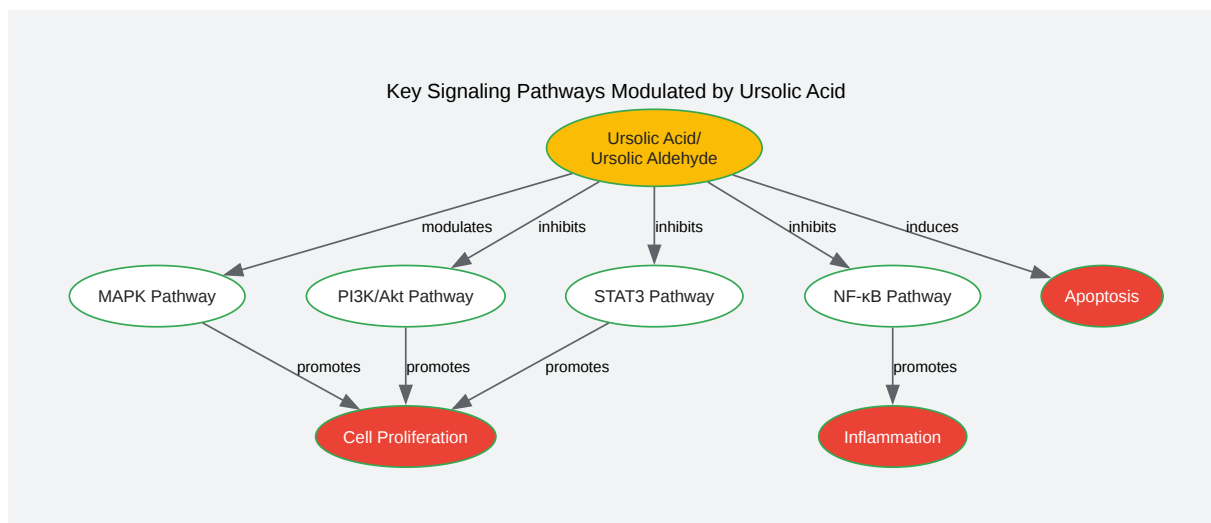 Key Signaling Pathways Modulated by Ursolic Acid
Ursolic Acid/
Ursolic Aldehyde
modulates
inhibits
inhibits
inhibits
induces
MAPK Pathway
PI3K/Akt Pathway
STAT3 Pathway
NF-κB Pathway
Apoptosis
promotes
promotes
promotes
promotes
Cell Proliferation
Inflammation